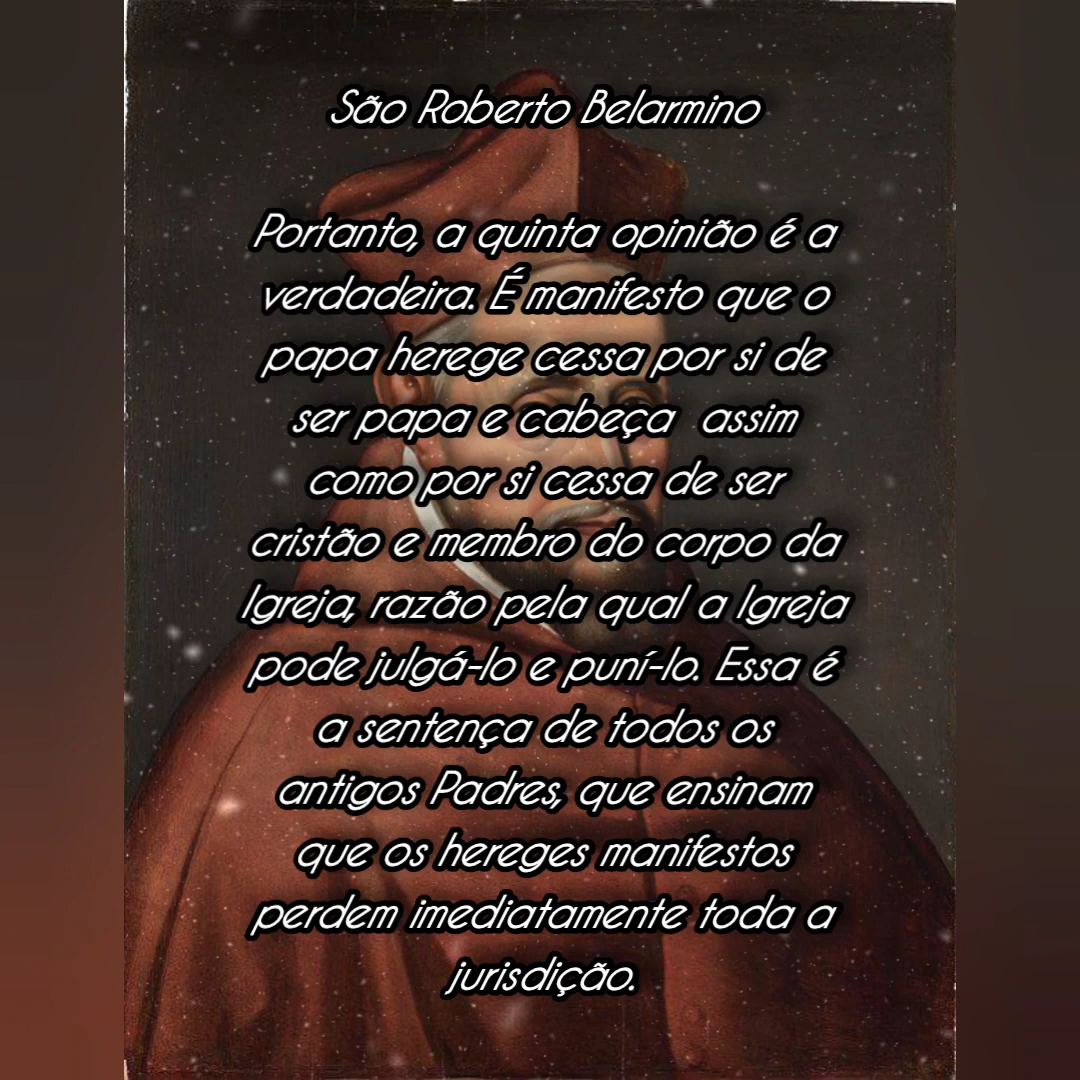 São Roberto Belarmino
Portanto, a quinta opinião é a
verdadeira. É manifesto que o
papa herege cessa por si de
ser papa e cabeça  assim
como por si cessa de ser
cristão e membro do corpo da
Igreja, razão pela qual a Igreja
pode julgá-lo e puní-lo. Essa é
a sentença de todos os
antigos Padres, que ensinam
que os hereges manifestos
perdem imediatamente toda a
jurisdição.